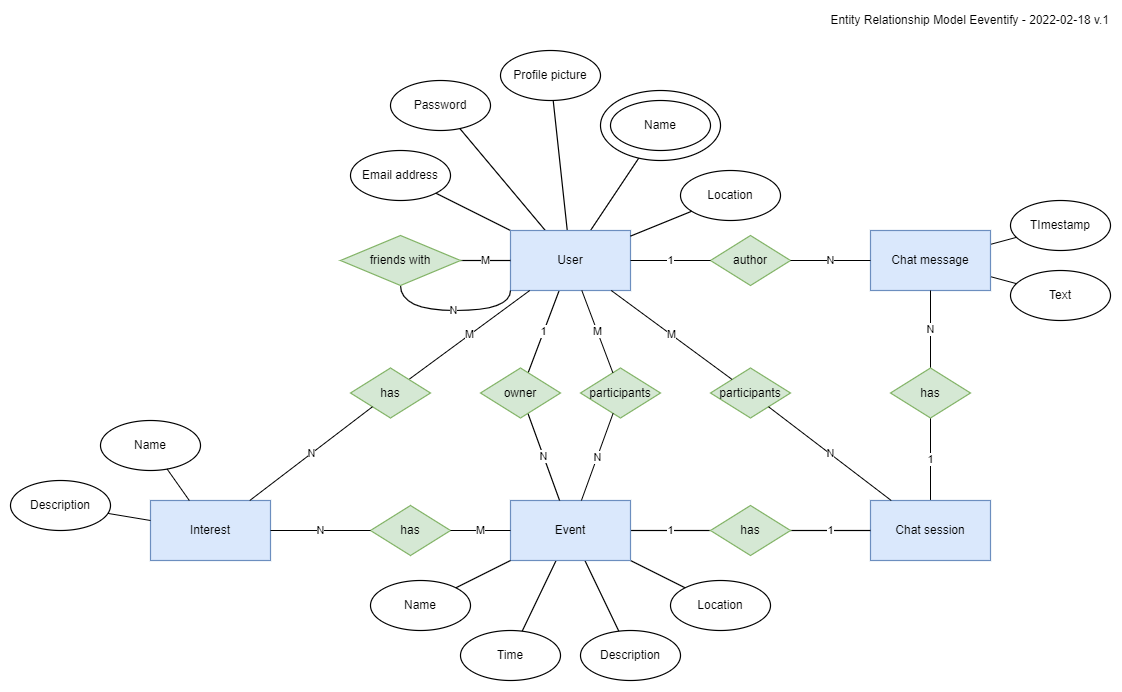 Entity Relationship Model Eeventify - 2022-02-18 v.1
Profile picture
Password
Name
Email address
Location
TImestamp
friends with
M
User
1
author
N
Chat message
Text
N
M
1
M
M
N
has
owner
participants
participants
has
Name
N
N
N
N
1
Description
Interest
N
has
M
Event
1
has
1
Chat session
Name
Location
Time
Description